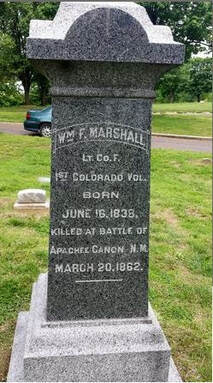 WM F. MARSHALL
LT. CO. F.
1ST COLORADO VOL.
BORN
JUNE 16, 1838,
KILLED AT BATTLE OF
APACHEE CANON N.M.
MARCH 20, 1862.